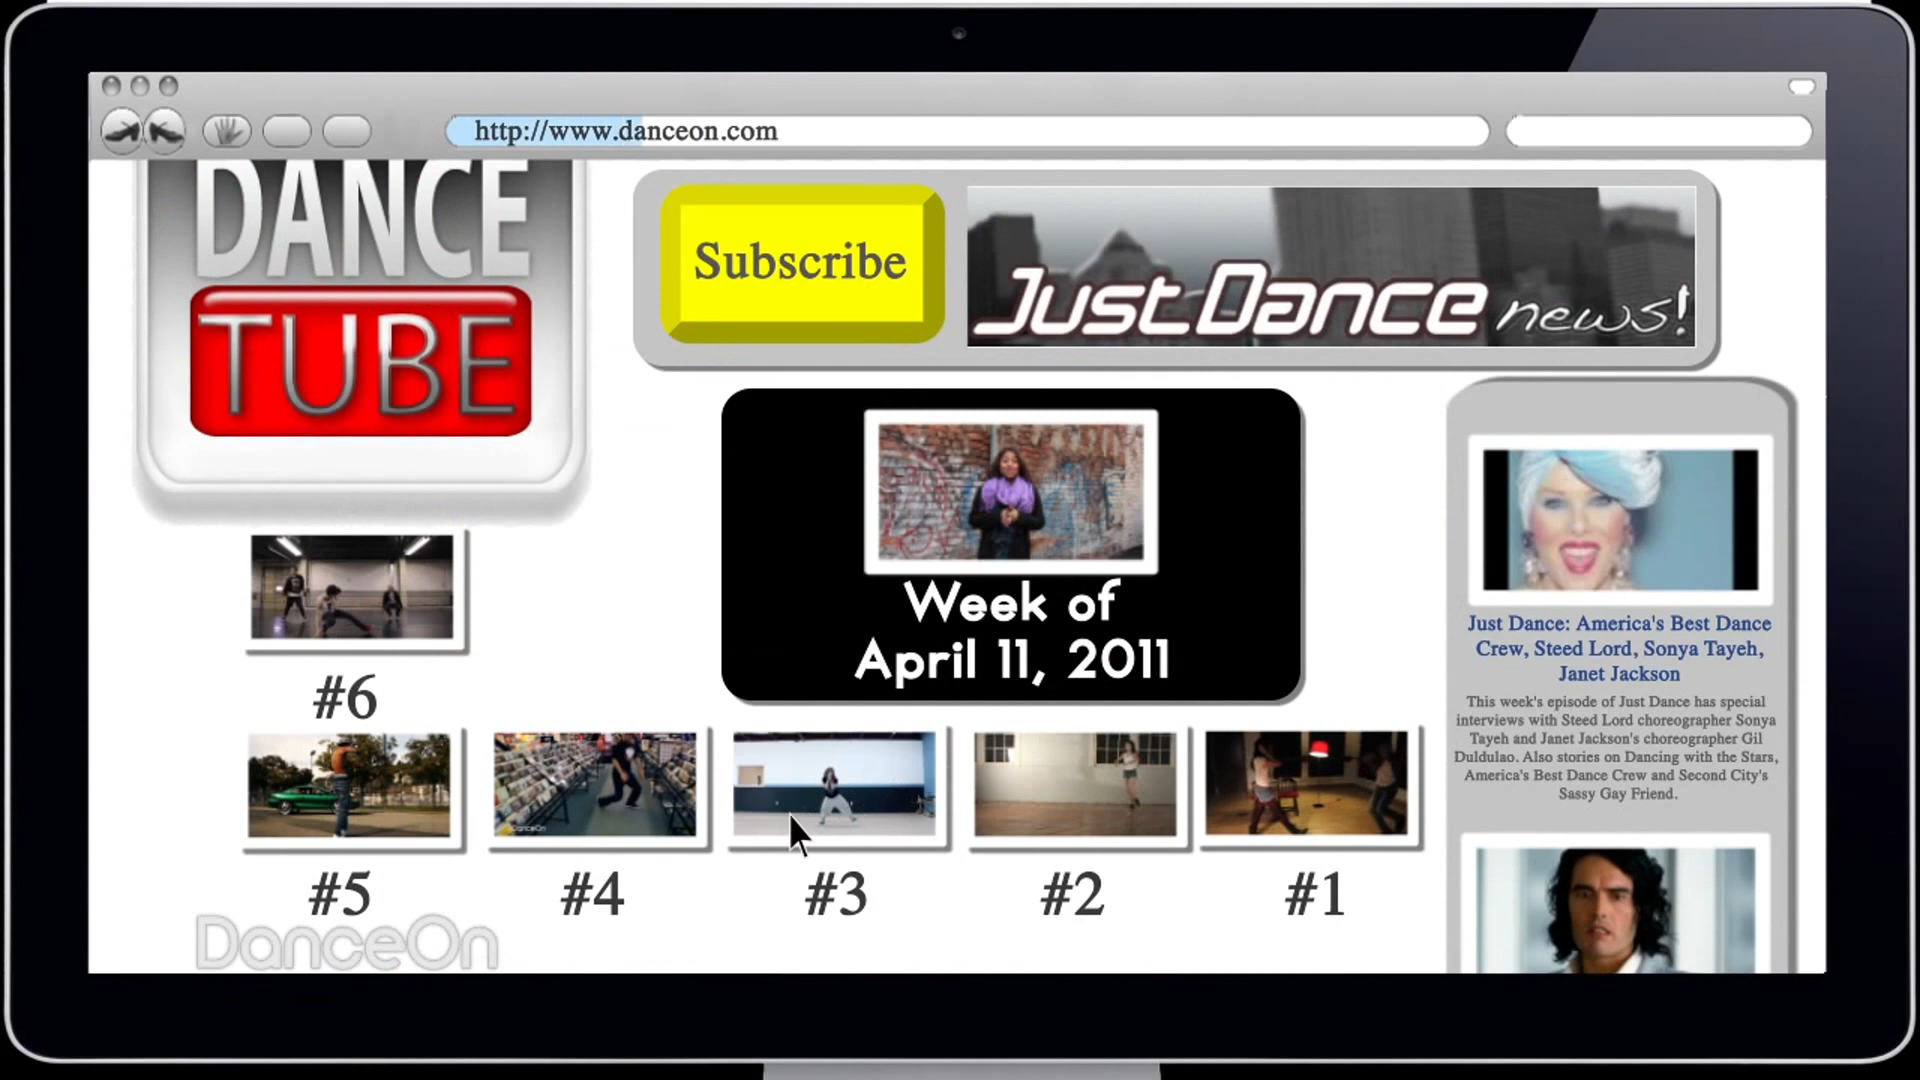 http://www.danceon.com
DANCE
TUBE
Subscribe
Just Dance news!
Week of
April 11, 2011
#6
#5
#4
#3
#2
#1
DanceOn
Just Dance: America's Best Dance
Crew, Steed Lord, Sonya Tayeh,
Janet Jackson
This week's episode of Just Dance has special
interviews with Steed Lord choreographer Sonya
Tayeh and Janet Jackson's choreographer Gil
Duldulao. Also stories on Dancing with the Stars,
America's Best Dance Crew and Second City's
Sassy Gay Friend.
DanceOn